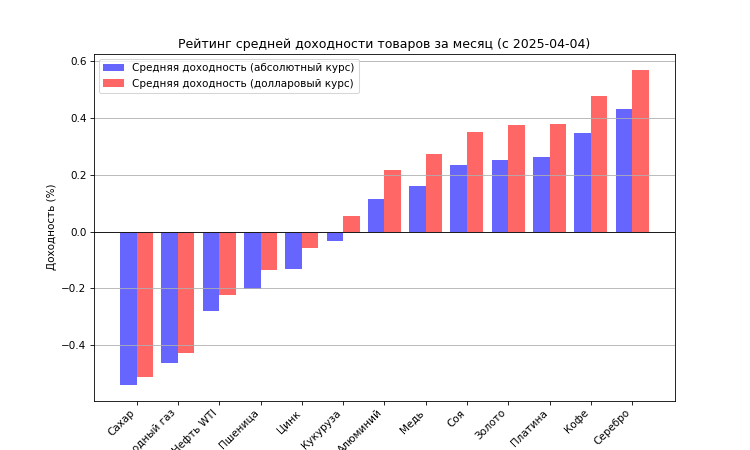 Рейтинг средней доходности товаров за месяц (с 2025-04-04)
Средняя доходность (абсолютный курс)
Средняя доходность (долларовый курс)
Доходность (%)
0.6
0.4
0.2
0.0
−0.2
−0.4
Сахар
газ
Нефть WTI
Пшеница
Цинк
Кукуруза
Алюминий
Медь
Соя
Золото
Платина
Кофе
Серебро